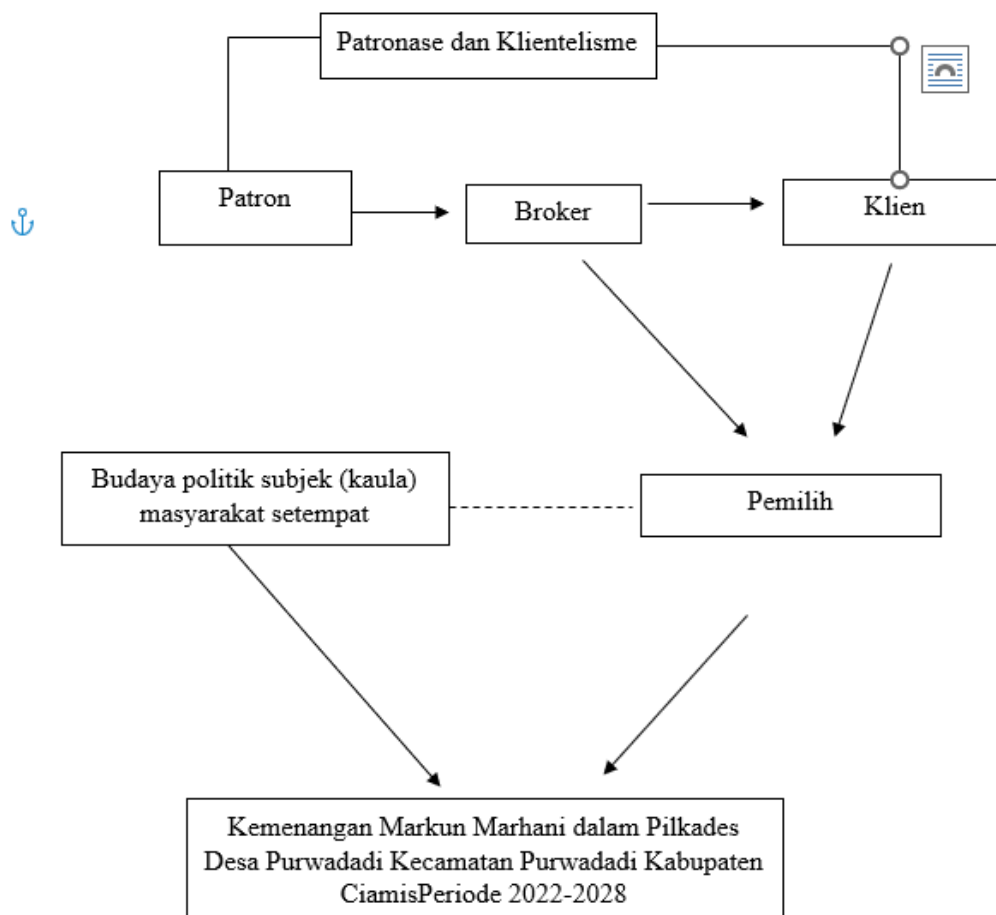 Patronase dan Klientelisme
Patron
Broker
Klien
Budaya politik subjek (kaula)
masyarakat setempat
Pemilih
Kemenangan Markun Marhani dalam Pilkades
Desa Purwadadi Kecamatan Purwadadi Kabupaten
CiamisPeriode 2022-2028